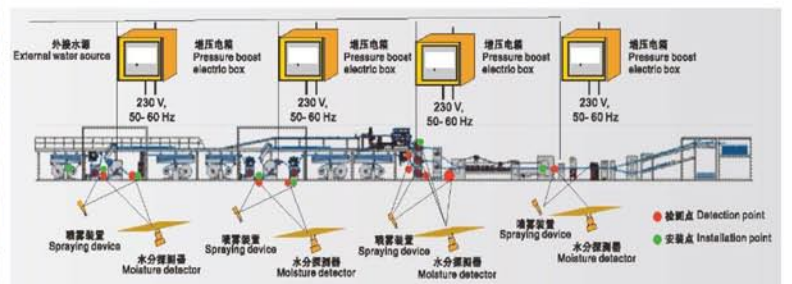 外接水源
External water source
增压电箱
Pressure boost
electric box
增压电箱
Pressure boost
electric box
增压电箱
Pressure boost
electric box
增压电箱
Pressure boost
electric box
230 V,
50- 60 Hz
230 V,
50- 60 Hz
230 V,
50- 60 Hz
230 V,
50- 60 Hz
喷雾装置
Spraying device
水分探测器
Moisture detector
喷雾装置
Spraying device
水分探测器
Moisture detector
喷雾装置
Spraying device
水分探测器
Moisture detector
喷雾装置
Spraying device
水分探测器
Moisture detector
检测点 Detection point
安装点 Installation point